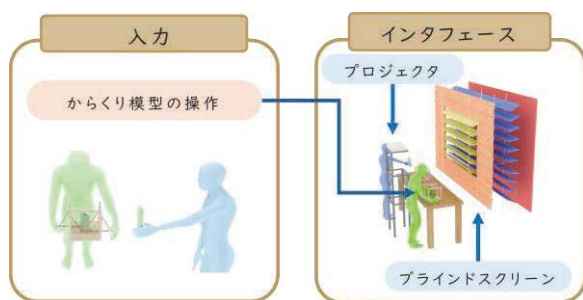 入力
からくり模型の操作
インタフェース
プロジェクタ
ブラインドスクリーン